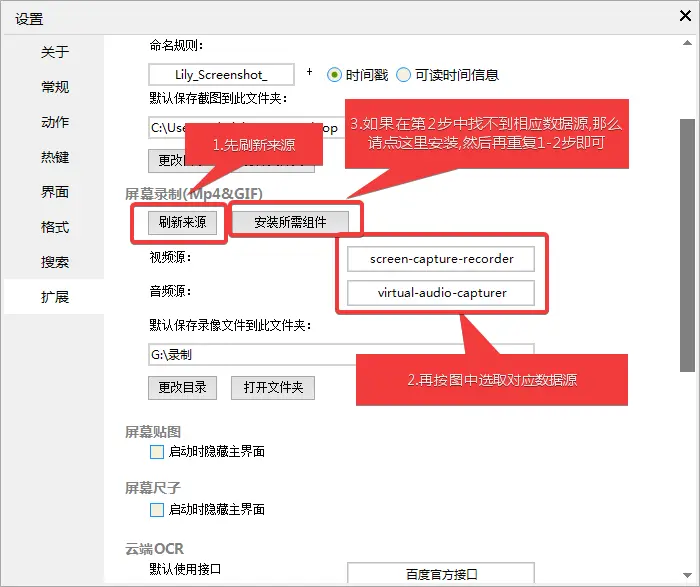 设置
关于
常规
动作
热键
界面
格式
搜索
扩展
命名规则：
Lily_Screenshot_ + 时间戳 可读时间信息
默认保存截图到此文件夹：
C:\Use
op
更改
1.先刷新来源
3.如果在第2步中找不到相应数据源,那么
请点这里安装,然后再重复1-2步即可
屏幕录制(Mp4&GIF)
刷新来源 安装所需组件
视频源： screen-capture-recorder
音频源： virtual-audio-capturer
默认保存录像文件到此文件夹：
G:\录制
2.再按图中选取对应数据源
更改目录 打开文件夹
屏幕贴图
启动时隐藏主界面
屏幕尺子
启动时隐藏主界面
云端OCR
默认使用接口 百度官方接口